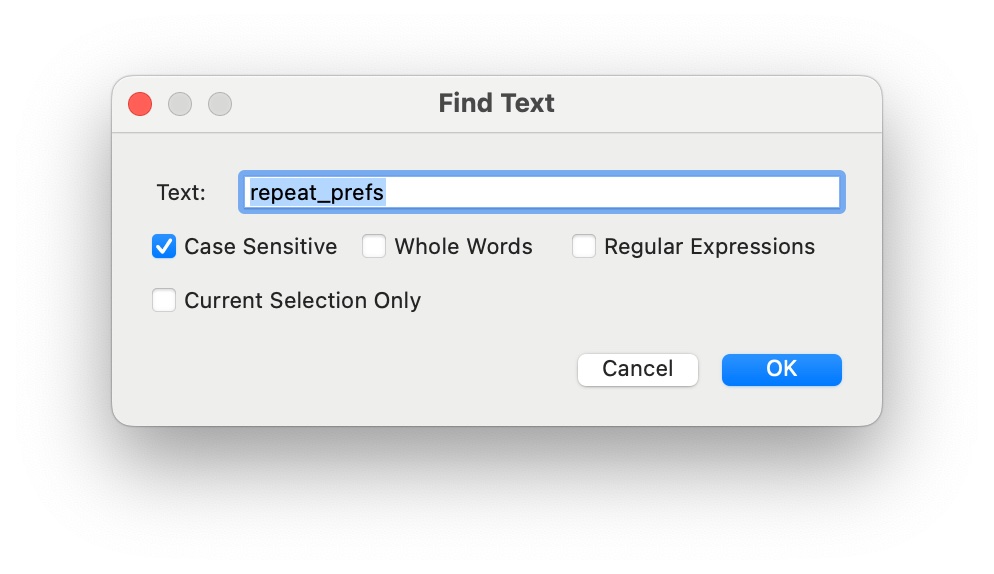 Find Text
Text: repeat_prefs
Case Sensitive Whole Words Regular Expressions
Current Selection Only
Cancel OK